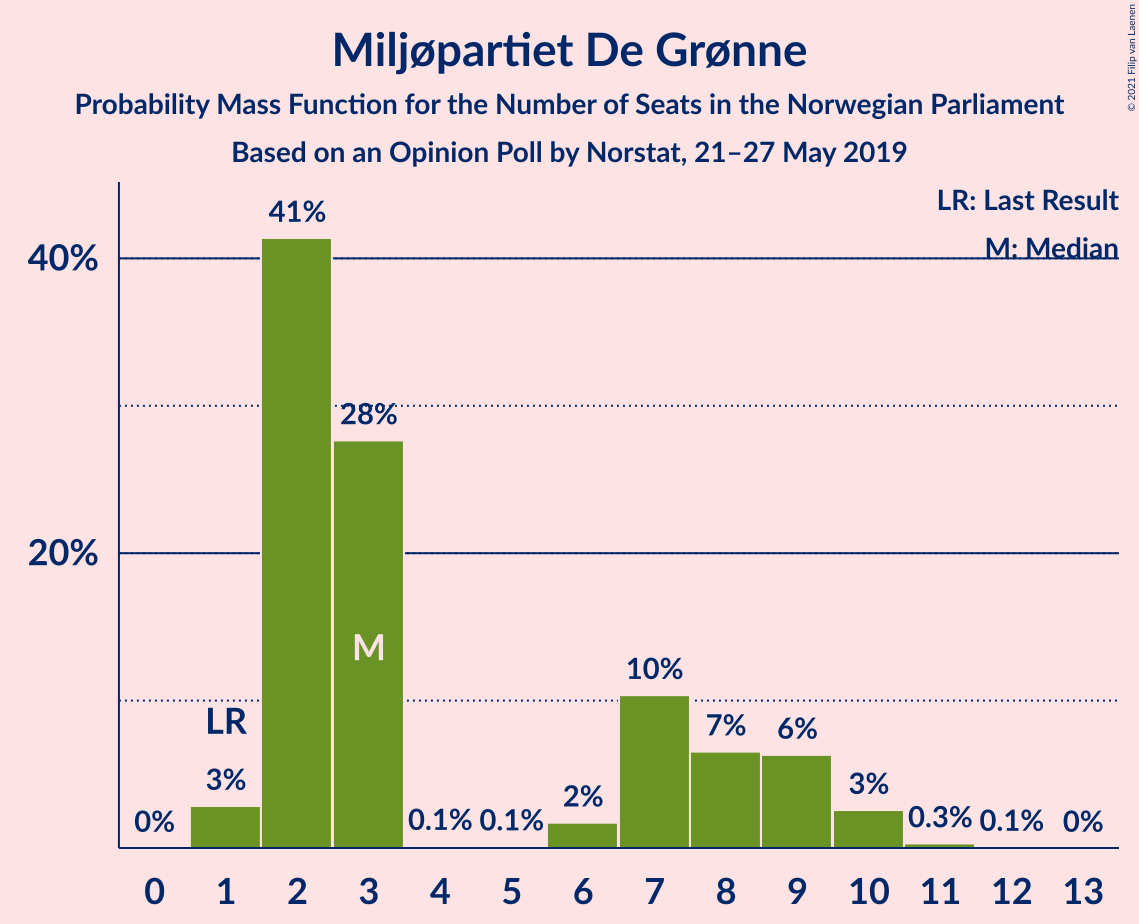 Miljøpartiet De Grønne
Probability Mass Function for the Number of Seats in the Norwegian Parliament
Based on an Opinion Poll by Norstat, 21–27 May 2019
© 2021 Filip van Laenen
LR: Last Result
M: Median
40%
20%
0%
LR
3%
41%
28%
M
0.1%
0.1%
2%
10%
7%
6%
3%
0.3%
0.1%
0%
0 1 2 3 4 5 6 7 8 9 10 11 12 13